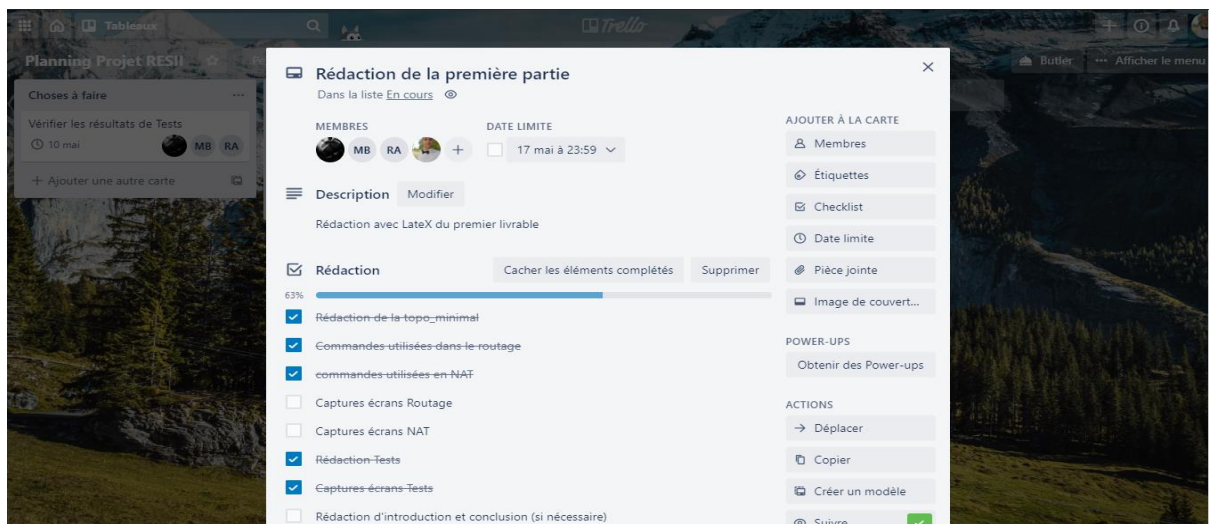 Tableaux
Trello
Planning Projet RESII
Butler
Afficher le menu
Choses à faire
Vérifier les résultats de Tests
10 mai
MB RA
+ Ajouter une autre carte
Rédaction de la première partie
Dans la liste En cours
MEMBRES
DATE LIMITE
MB RA +
17 mai à 23:59
Description
Modifier
Rédaction avec LateX du premier livrable
Rédaction
Cacher les éléments complétés
Supprimer
63%
Rédaction de la topo_minimal
Commandes utilisées dans le routage
commandes utilisées en NAT
Captures écrans Routage
Captures écrans NAT
Rédaction Tests
Captures écrans Tests
Rédaction d'introduction et conclusion (si nécessaire)
AJOUTER À LA CARTE
Membres
Étiquettes
Checklist
Date limite
Pièce jointe
Image de couvert...
POWER-UPS
Obtenir des Power-ups
ACTIONS
Déplacer
Copier
Créer un modèle
Suivre